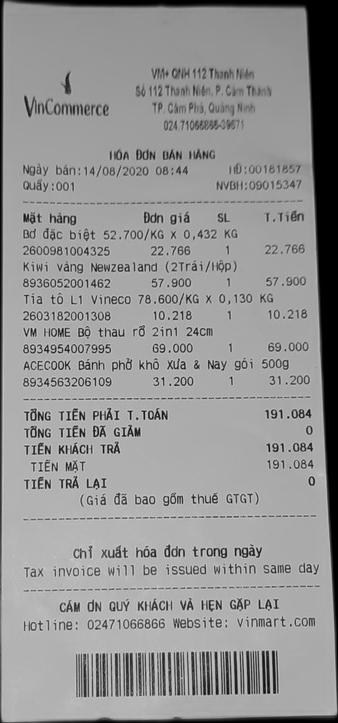 VinCommerce
VM+ QNH 112 Thanh Niên
Số 112 Thanh Niên, P. Cẩm Thành
TP. Cẩm Phả, Quảng Ninh
024.71066866-39671
HÓA ĐƠN BÁN HÀNG
Ngày bán:14/08/2020 08:44 HĐ:00181857
Quầy:001 NVBH:09015347
Mặt hàng Đơn giá SL T.Tiền
Bơ đặc biệt 52.700/KG X 0,432 KG
2600981004325 22.766 1 22.766
Kiwi vàng Newzealand (2Trái/Hộp)
8936052001462 57.900 1 57.900
Tía tô L1 Vineco 78.600/KG X 0,130 KG
2603182001308 10.218 1 10.218
VM HOME Bộ thau rổ 2in1 24cm
8934954007995 69.000 1 69.000
ACECOOK Bánh phở khô Xưa & Nay gói 500g
8934563206109 31.200 1 31.200
TỔNG TIỀN PHẢI T.TOÁN 191.084
TỔNG TIỀN ĐÃ GIẢM 0
TIỀN KHÁCH TRẢ 191.084
TIỀN MẶT 191.084
TIỀN TRẢ LẠI 0
(Giá đã bao gồm thuế GTGT)
Chỉ xuất hóa đơn trong ngày
Tax invoice will be issued within same day
CẢM ƠN QUÝ KHÁCH VÀ HẸN GẶP LẠI
Hotline: 02471066866 Website: vinmart.com